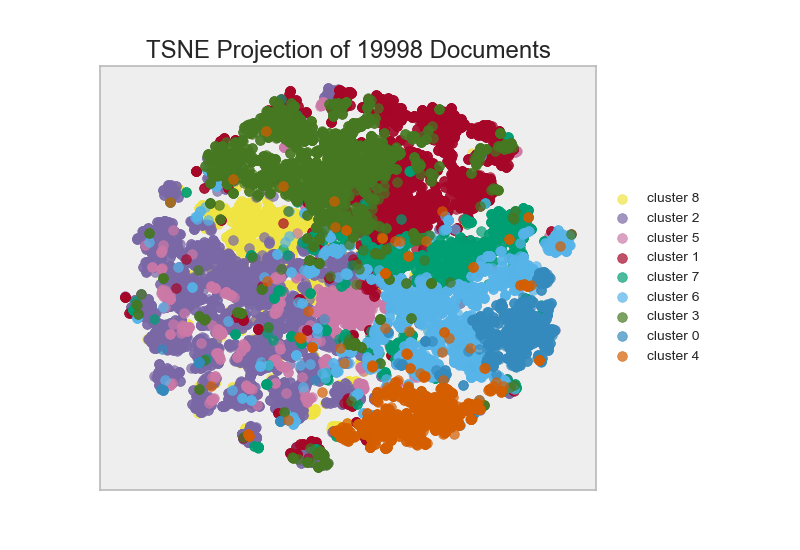 TSNE Projection of 19998 Documents
cluster 8
cluster 2
cluster 5
cluster 1
cluster 7
cluster 6
cluster 3
cluster 0
cluster 4